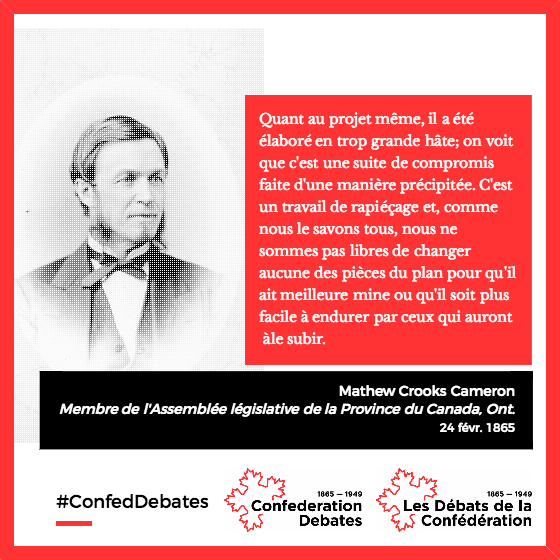 Quant au projet même, il a été
élaboré en trop grande hâte; on voit
que c'est une suite de compromis
faite d'une manière précipitée. C'est
un travail de rapiéçage et, comme
nous le savons tous, nous ne
sommes pas libres de changer
aucune des pièces du plan pour qu'il
ait meilleure mine ou qu'il soit plus
facile à endurer par ceux qui auront
àle subir.
Mathew Crooks Cameron
Membre de l'Assemblée législative de la Province du Canada, Ont.
24 févr. 1865
#ConfedDebates
1865 — 1949
Confederation
Debates
1865 — 1949
Les Débats de la
Confédération